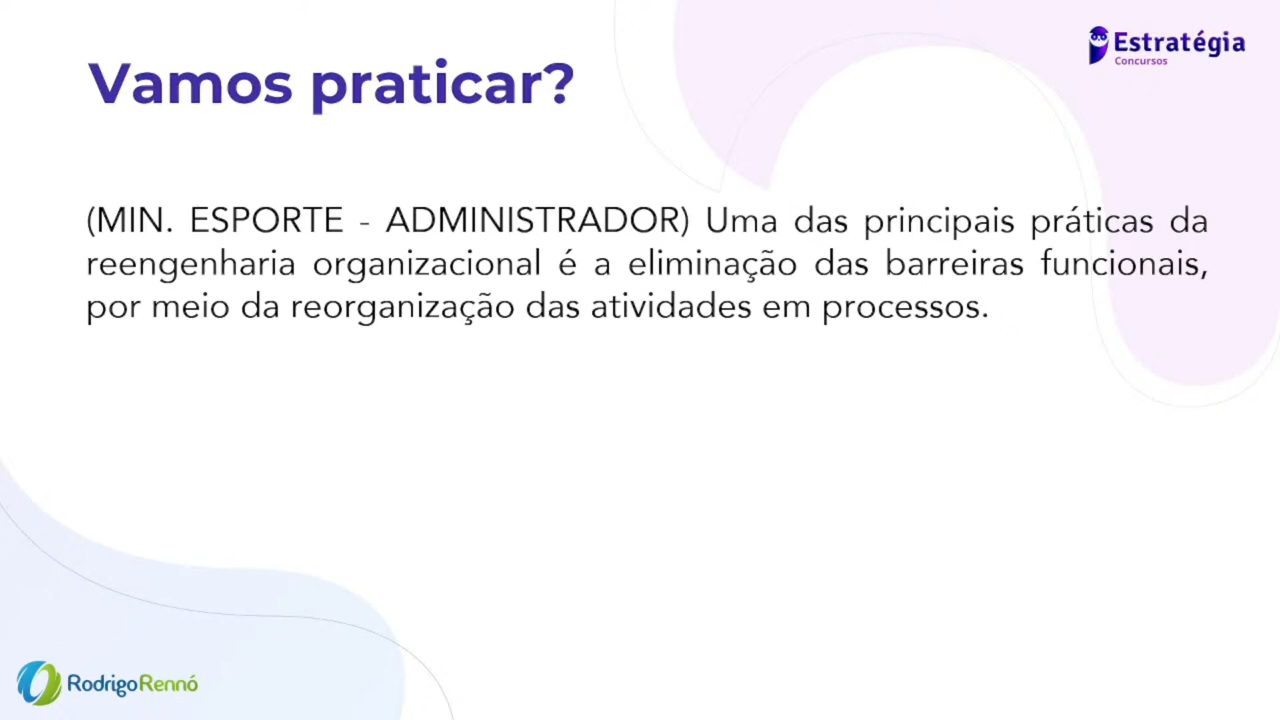 Vamos praticar?
Estratégia
Concursos
(MIN. ESPORTE - ADMINISTRADOR) Uma das principais práticas da
reengenharia organizacional é a eliminação das barreiras funcionais,
por meio da reorganização das atividades em processos.
RodrigoRennó